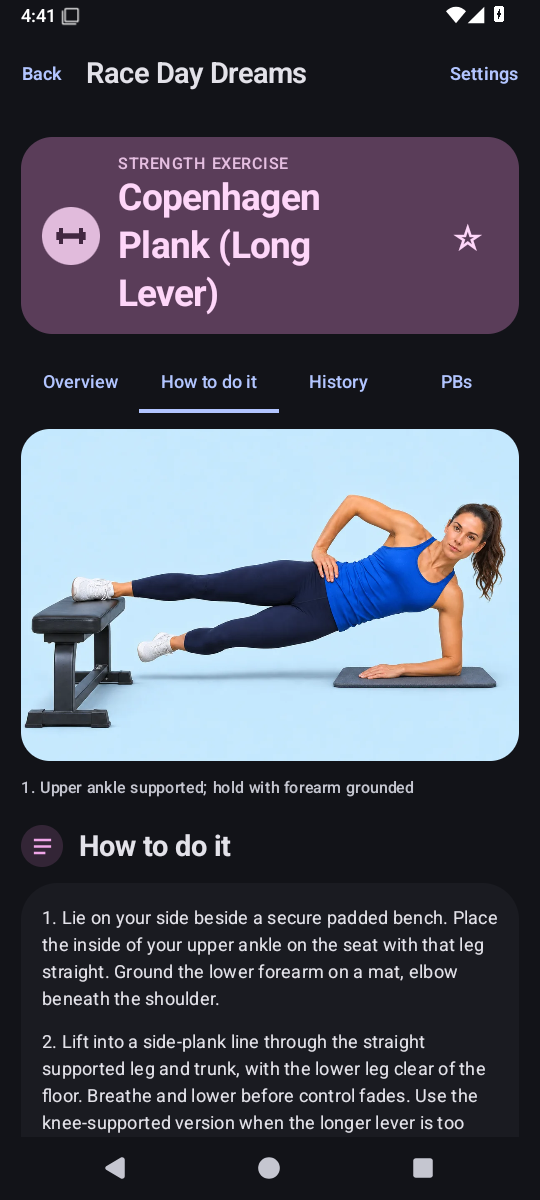 4:41
Back
Race Day Dreams
Settings
STRENGTH EXERCISE
Copenhagen
Plank (Long
Lever)
Overview
How to do it
History
PBs
1. Upper ankle supported; hold with forearm grounded
How to do it
1. Lie on your side beside a secure padded bench. Place
the inside of your upper ankle on the seat with that leg
straight. Ground the lower forearm on a mat, elbow
beneath the shoulder.
2. Lift into a side-plank line through the straight
supported leg and trunk, with the lower leg clear of the
floor. Breathe and lower before control fades. Use the
knee-supported version when the longer lever is too